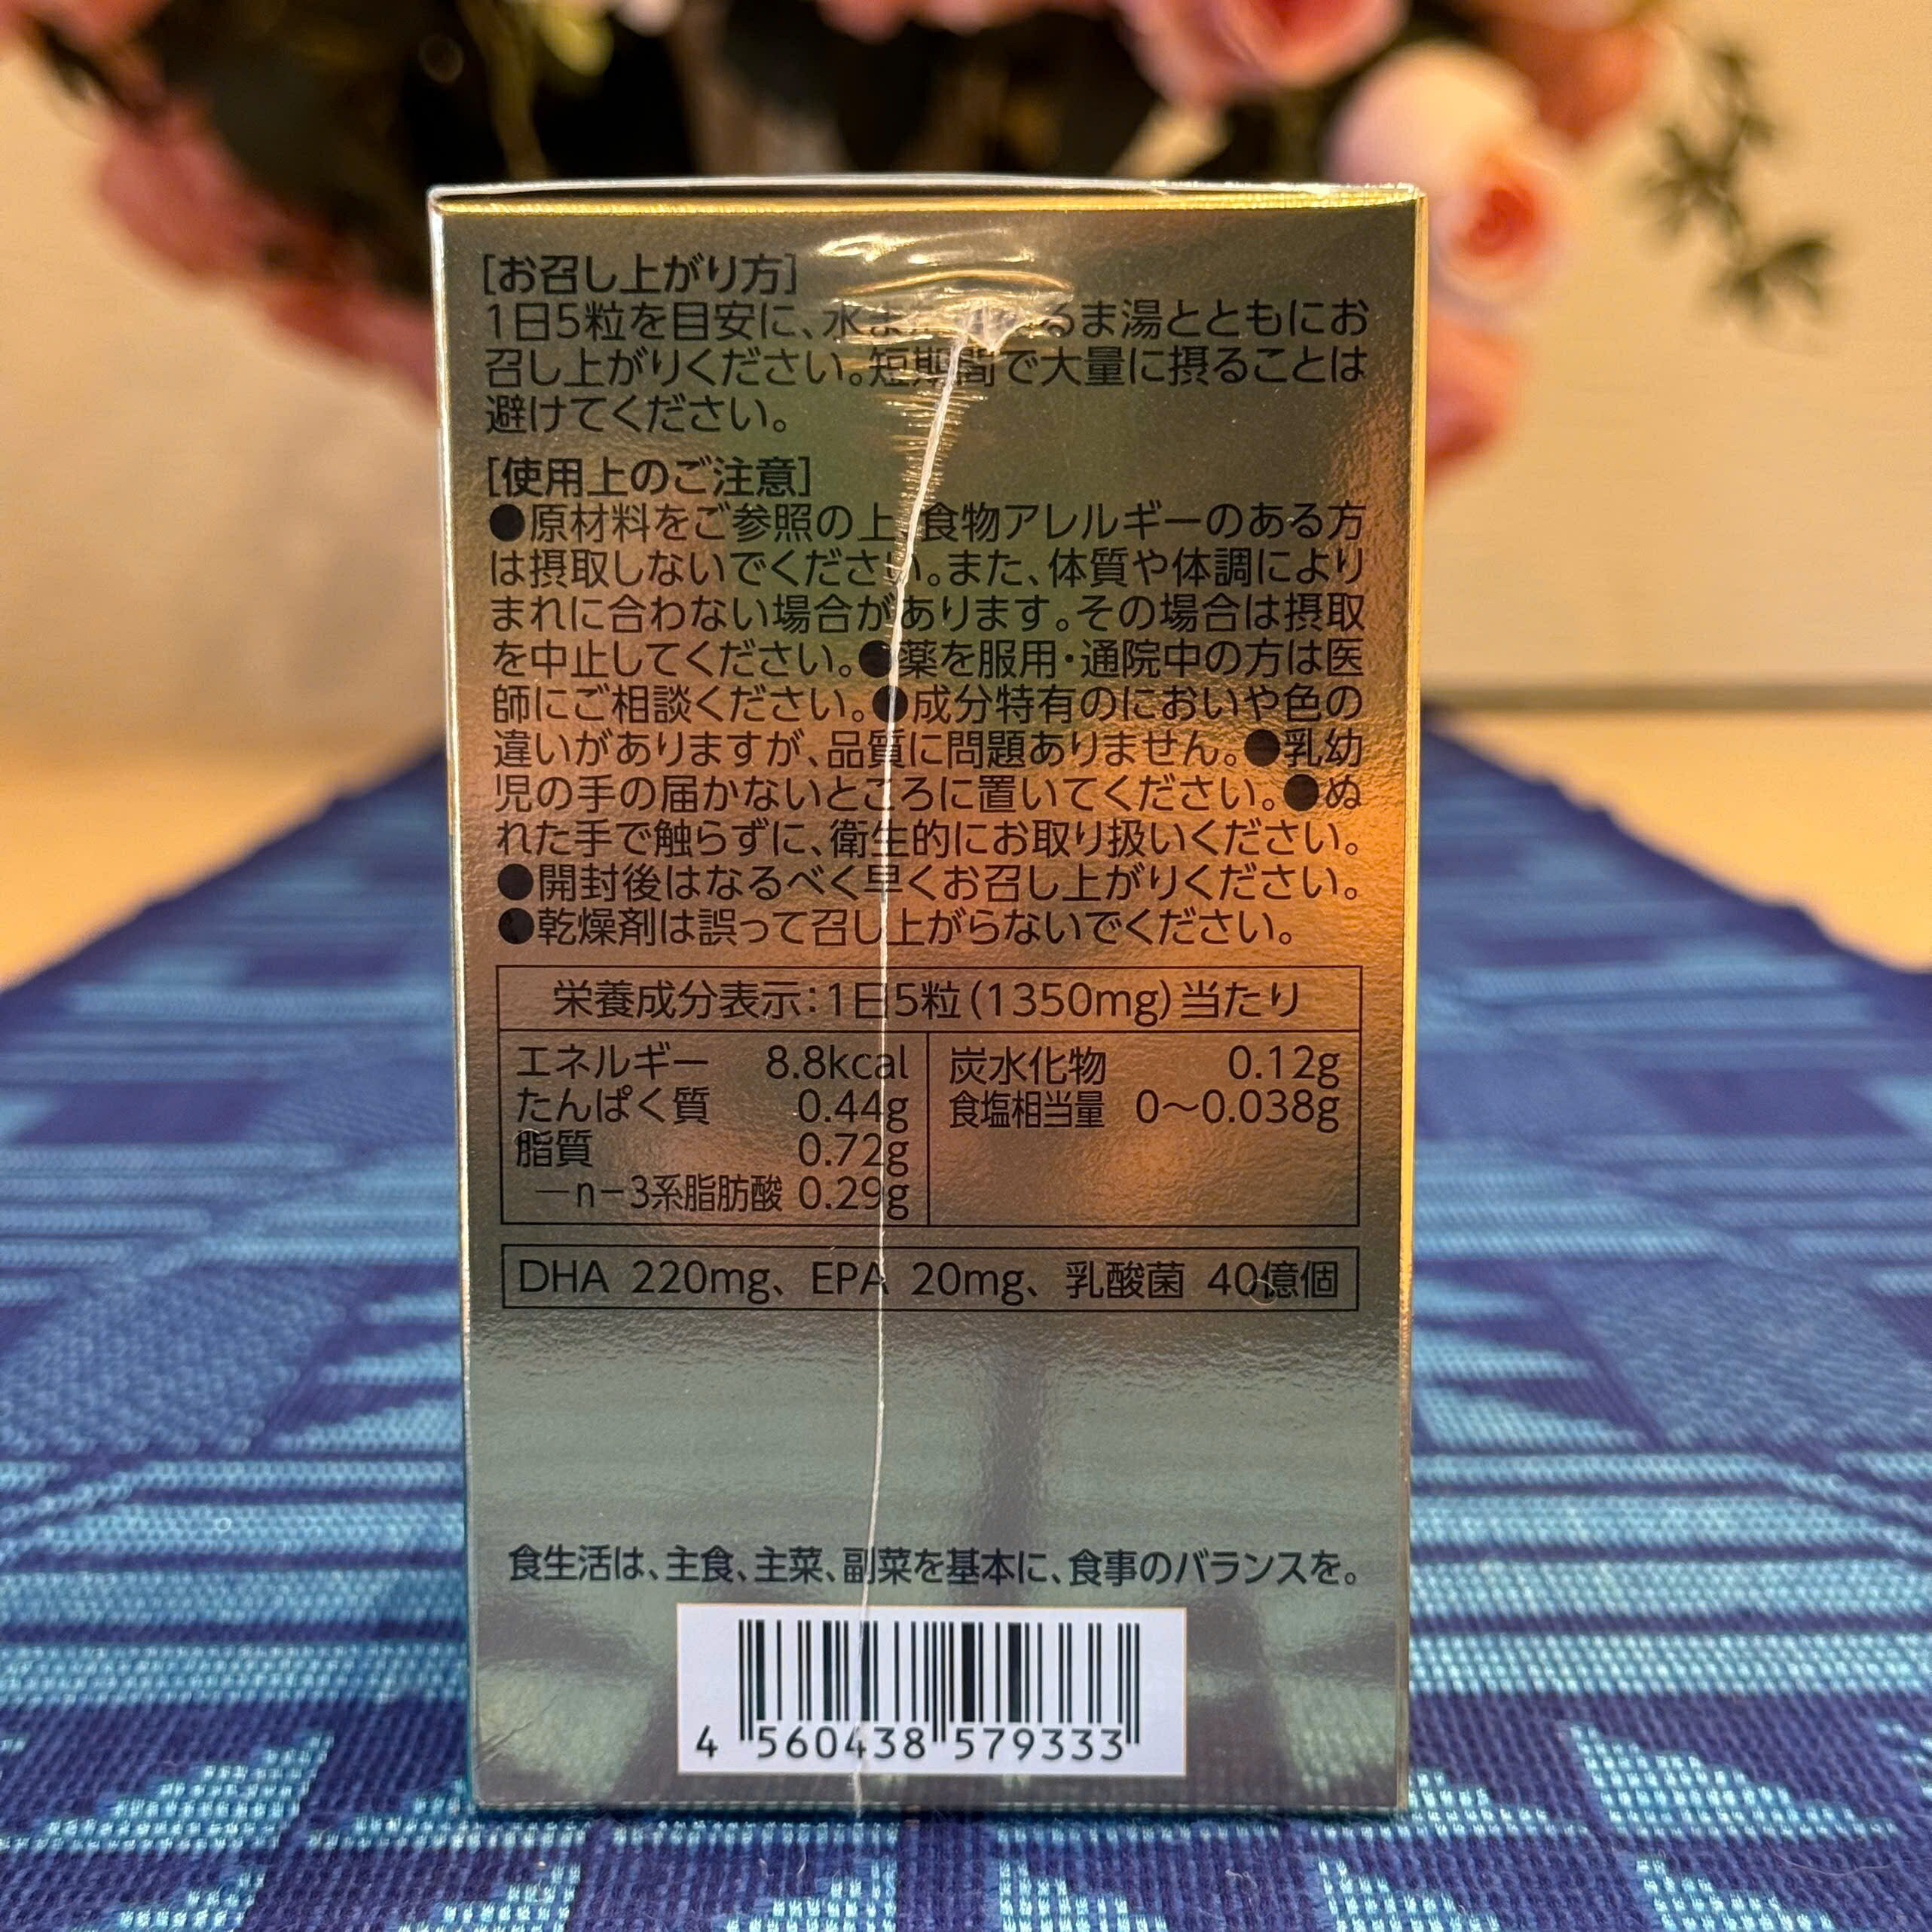 [お召し上がり方]
1日5粒を目安に、水またはぬるま湯とともにお
召し上がりください。短期間で大量に摂ることは
避けてください。
[使用上のご注意]
●原材料をご参照の上、食物アレルギーのある方
は摂取しないでください。また、体質や体調により
まれに合わない場合があります。その場合は摂取
を中止してください。●薬を服用・通院中の方は医
師にご相談ください。●成分特有のにおいや色の
違いがありますが、品質に問題ありません。●乳幼
児の手の届かないところに置いてください。●ぬ
れた手で触らずに、衛生的にお取り扱いください。
●開封後はなるべく早くお召し上がりください。
●乾燥剤は誤って召し上がらないでください。
栄養成分表示:1日5粒(1350mg)当たり
エネルギー 8.8kcal
たんぱく質 0.44g
脂質 0.72g
―n－3系脂肪酸 0.29g
炭水化物 0.12g
食塩相当量 0〜0.038g
DHA 220mg、EPA 20mg、乳酸菌 40億個
食生活は、主食、主菜、副菜を基本に、食事のバランスを。
4 560438 579333